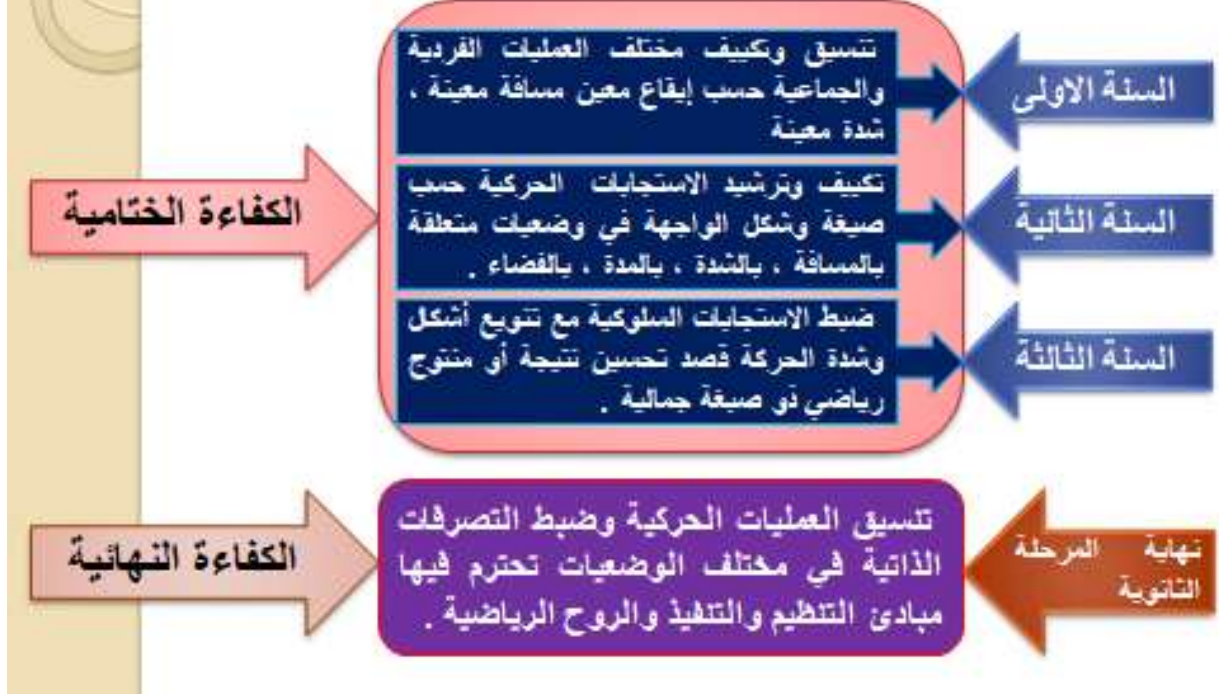 السنة الاولى
تنسيق وتكييف مختلف العمليات الفردية
والجماعية حسب إيقاع معين مسافة معينة ،
شدة معينة
السنة الثانية
تكييف وترشيد الاستجابات الحركية حسب
صيغة وشكل الواجهة في وضعيات متعلقة
بالمسافة ، بالشدة ، بالمدة ، بالفضاء .
السنة الثالثة
ضبط الاستجابات السلوكية مع تنويع أشكل
وشدة الحركة قصد تحسين نتيجة أو منتوج
رياضي ذو صبغة جمالية .
الكفاءة الختامية
نهاية المرحلة
الثانوية
تنسيق العمليات الحركية وضبط التصرفات
الذاتية في مختلف الوضعيات تحترم فيها
مبادئ التنظيم والتنفيذ والروح الرياضية .
الكفاءة النهائية